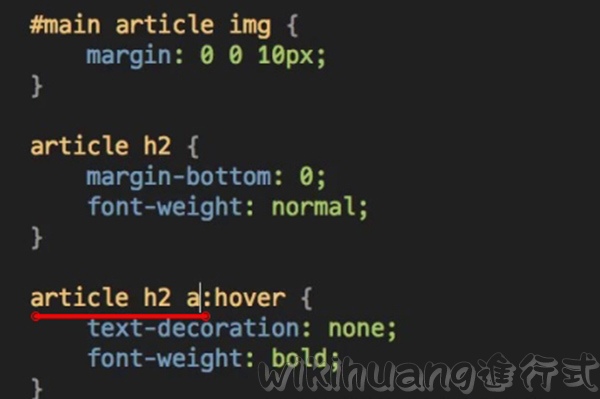 #main article img {
    margin: 0 0 10px;
}

article h2 {
    margin-bottom: 0;
    font-weight: normal;
}

article h2 a:hover {
    text-decoration: none;
    font-weight: bold;
}
wikihuang進行式